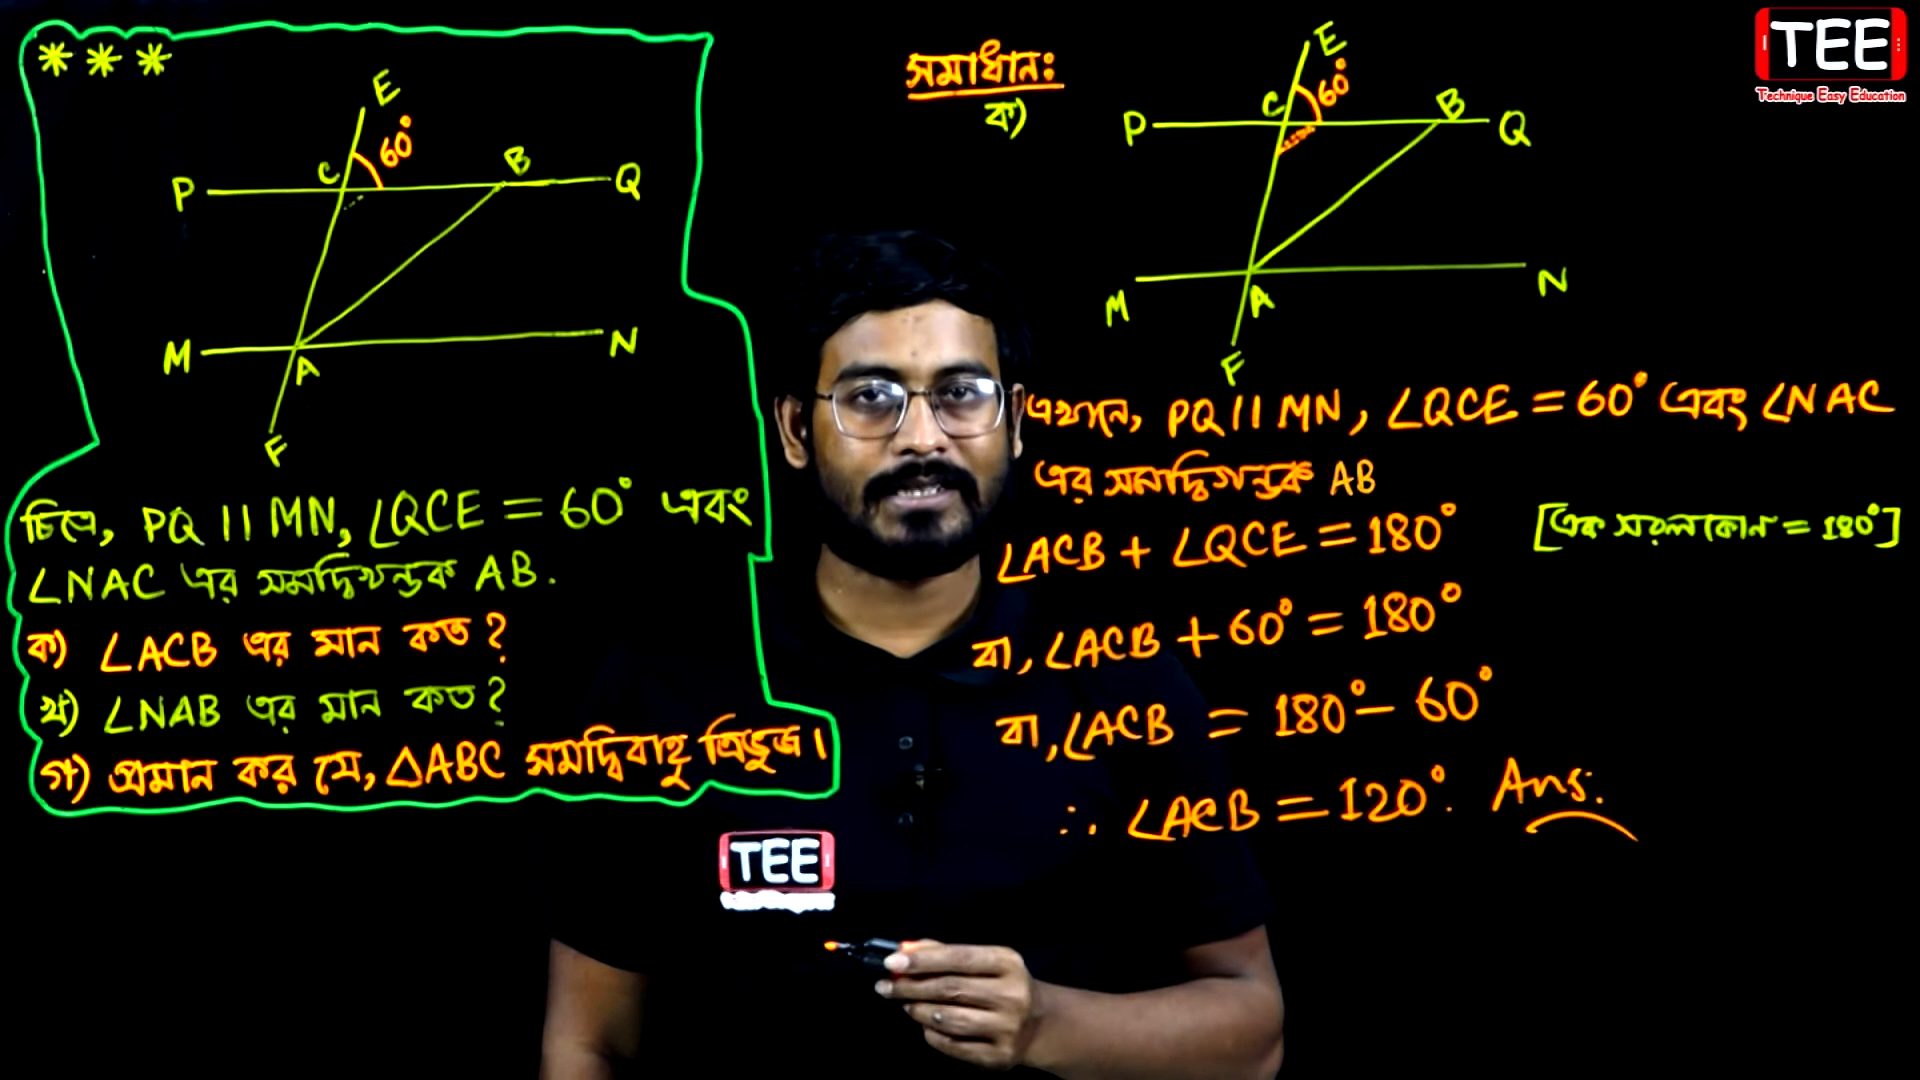 ***
E
60°
C
B
P
Q
M
A
N
F
চিত্রে, PQ || MN, ∠QCE = 60° এবং
∠NAC এর সমদ্বিখন্ডক AB.
ক) ∠ACB এর মান কত?
খ) ∠NAB এর মান কত?
গ) প্রমান কর যে, △ABC সমদ্বিবাহু ত্রিভুজ।
সমাধানঃ
ক)
E
60°
C
B
P
Q
M
A
N
F
এখানে, PQ || MN, ∠QCE = 60° এবং ∠NAC
এর সমদ্বিখন্ডক AB
∠ACB + ∠QCE = 180° [এক সরলকোন = 180°]
বা, ∠ACB + 60° = 180°
বা, ∠ACB = 180° - 60°
∴ ∠ACB = 120°. Ans:
TEE
Technique Easy Education
TEE